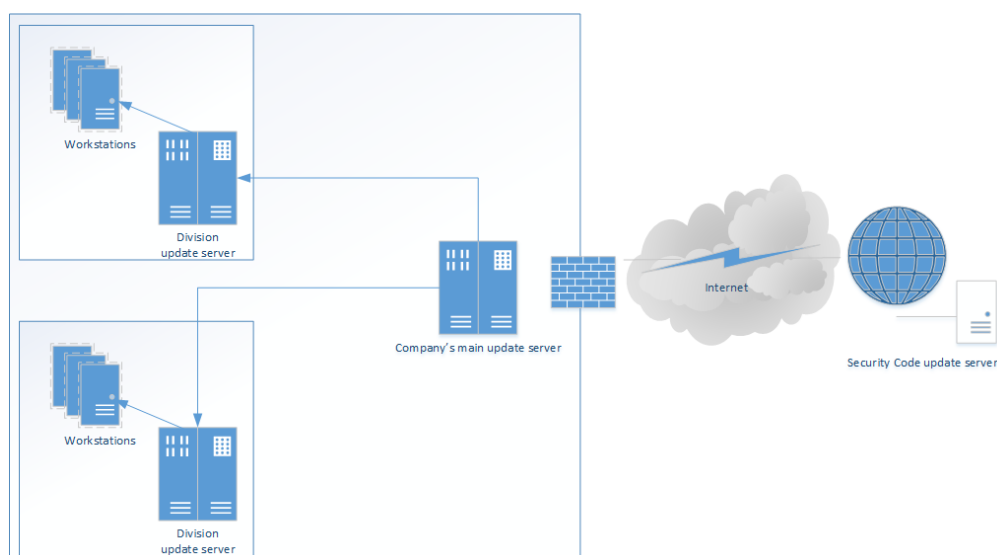 Workstations
Division
update server
Company's main update server
Internet
Security Code update server
Workstations
Division
update server